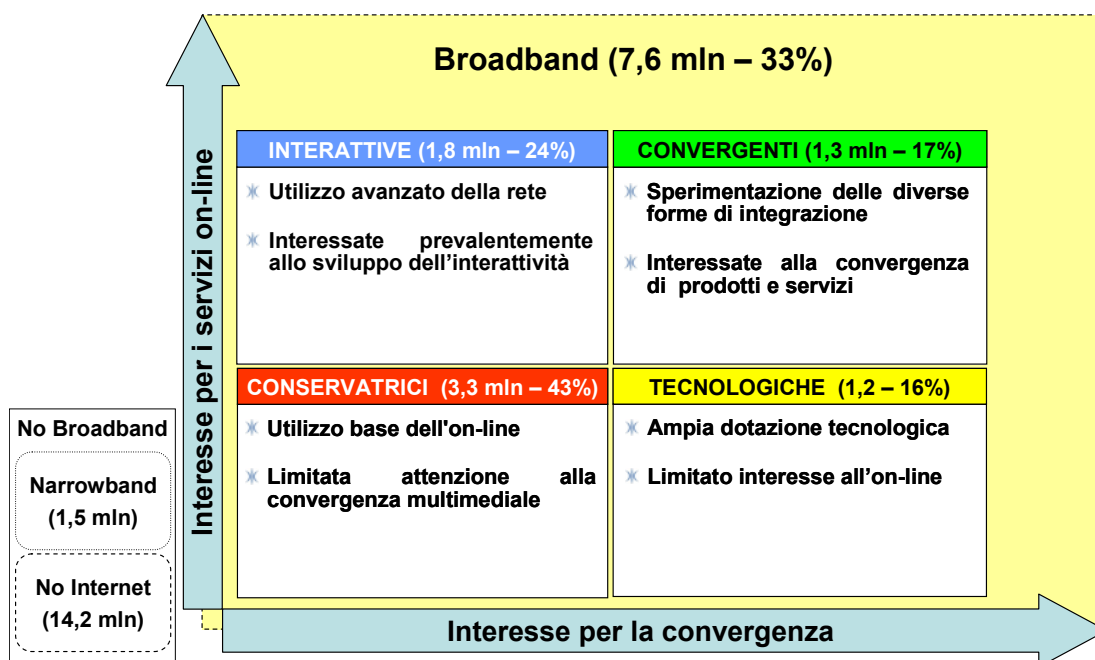 Broadband (7,6 mln – 33%)
Interesse per i servizi on-line
INTERATTIVE (1,8 mln – 24%)
Utilizzo avanzato della rete
Interessate prevalentemente
allo sviluppo dell'interattività
CONVERGENTI (1,3 mln – 17%)
Sperimentazione delle diverse
forme di integrazione
Interessate alla convergenza
di prodotti e servizi
CONSERVATRICI (3,3 mln – 43%)
Utilizzo base dell'on-line
Limitata attenzione alla
convergenza multimediale
TECNOLOGICHE (1,2 – 16%)
Ampia dotazione tecnologica
Limitato interesse all'on-line
No Broadband
Narrowband
(1,5 mln)
No Internet
(14,2 mln)
Interesse per la convergenza